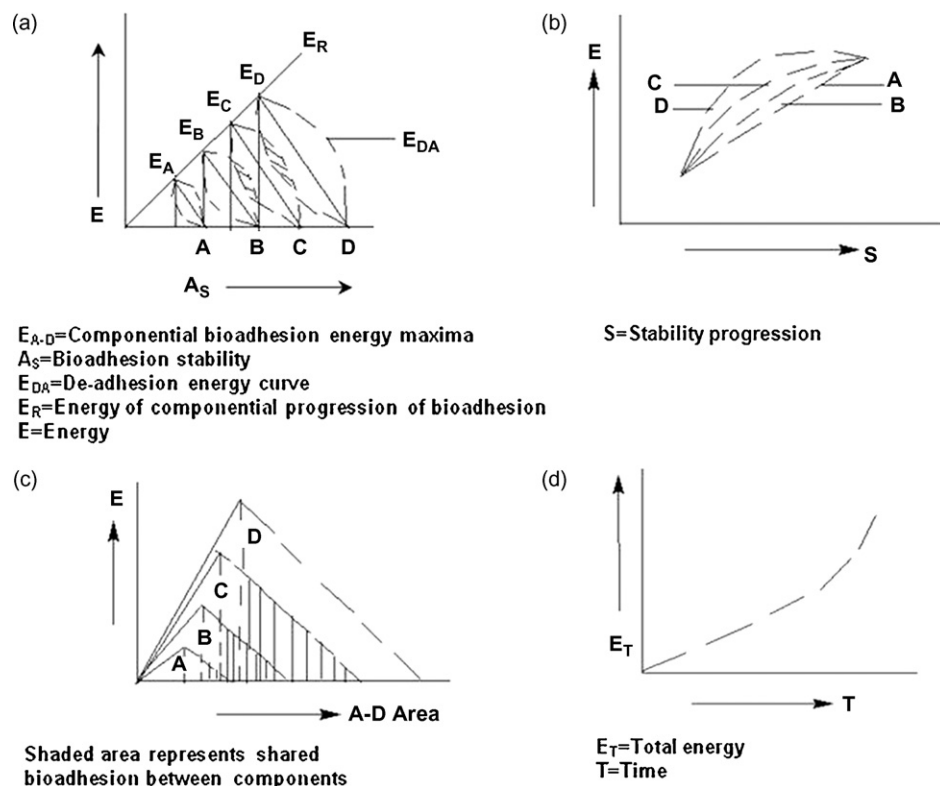 (a)
E_R
E_D
E_C
E_B
E_A
E_DA
E
A B C D
A_S
E_A-D=Componential bioadhesion energy maxima
A_S=Bioadhesion stability
E_DA=De-adhesion energy curve
E_R=Energy of componential progression of bioadhesion
E=Energy
(b)
E
C
A
D
B
S
S=Stability progression
(c)
E
D
C
B
A
A-D Area
Shaded area represents shared
bioadhesion between components
(d)
E_T
T
E_T=Total energy
T=Time